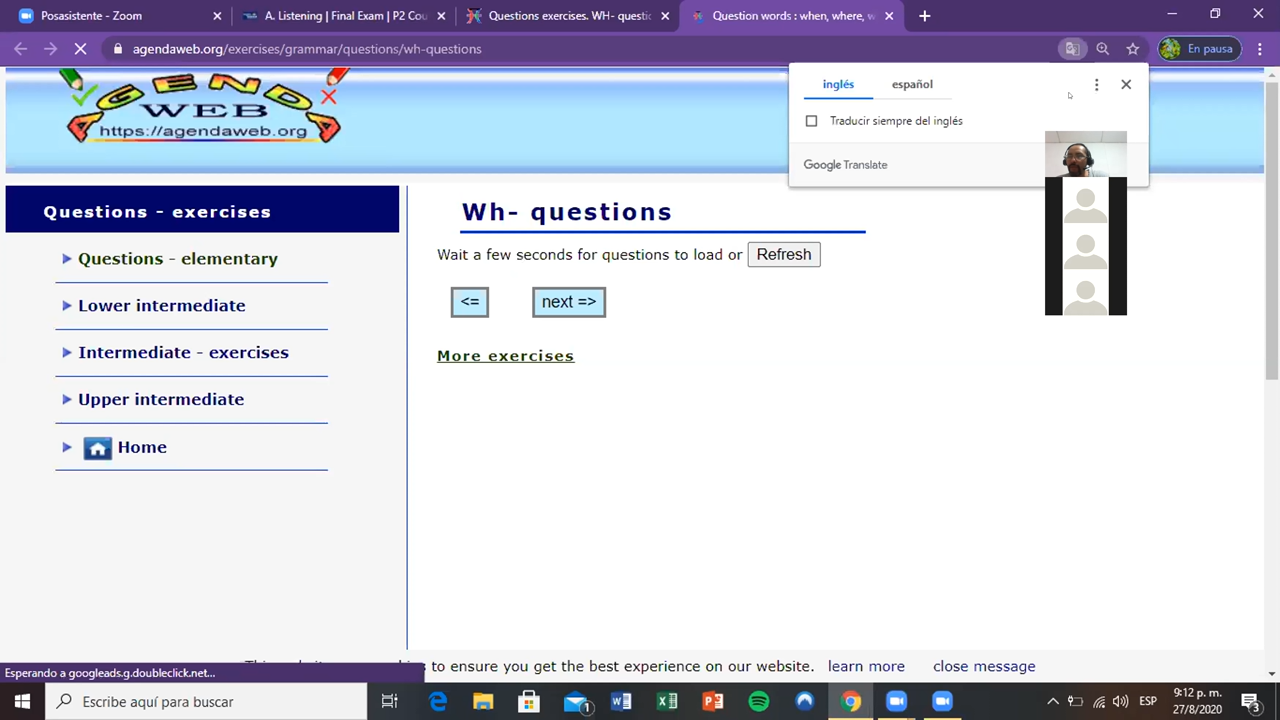 Posasistente - Zoom
A. Listening | Final Exam | P2 Cou
Questions exercises. WH- questi
Question words : when, where, w
agendaweb.org/exercises/grammar/questions/wh-questions
En pausa
inglés
español
Traducir siempre del inglés
Google Translate
AGENDA
WEB
https://agendaweb.org
Questions - exercises
Questions - elementary
Lower intermediate
Intermediate - exercises
Upper intermediate
Home
Wh- questions
Wait a few seconds for questions to load or Refresh
<= next =>
More exercises
to ensure you get the best experience on our website. learn more close message
Esperando a googleads.g.doubleclick.net...
Escribe aquí para buscar
1
ESP
9:12 p. m.
27/8/2020
3